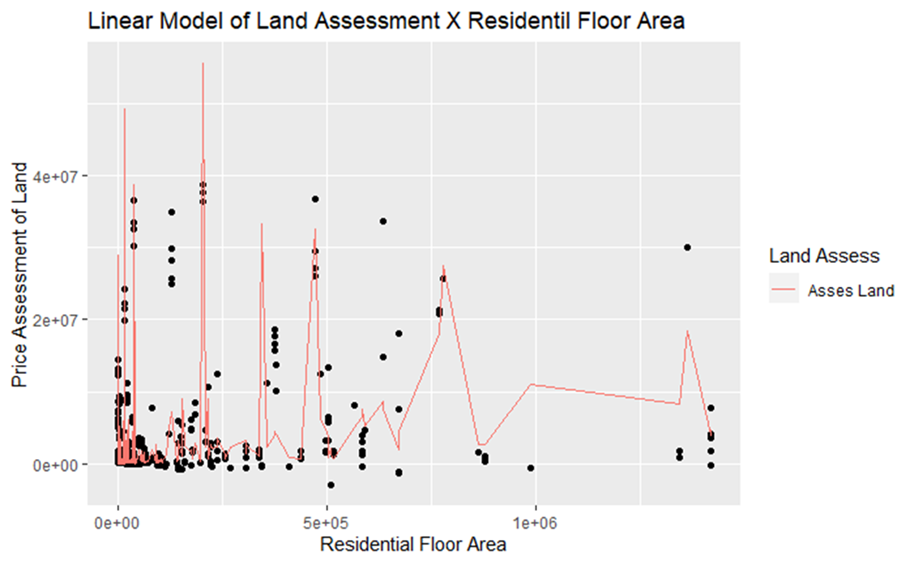 Linear Model of Land Assessment X Residentil Floor Area
Price Assessment of Land
4e+07
2e+07
0e+00
0e+00 5e+05 1e+06
Residential Floor Area
Land Assess
Asses Land